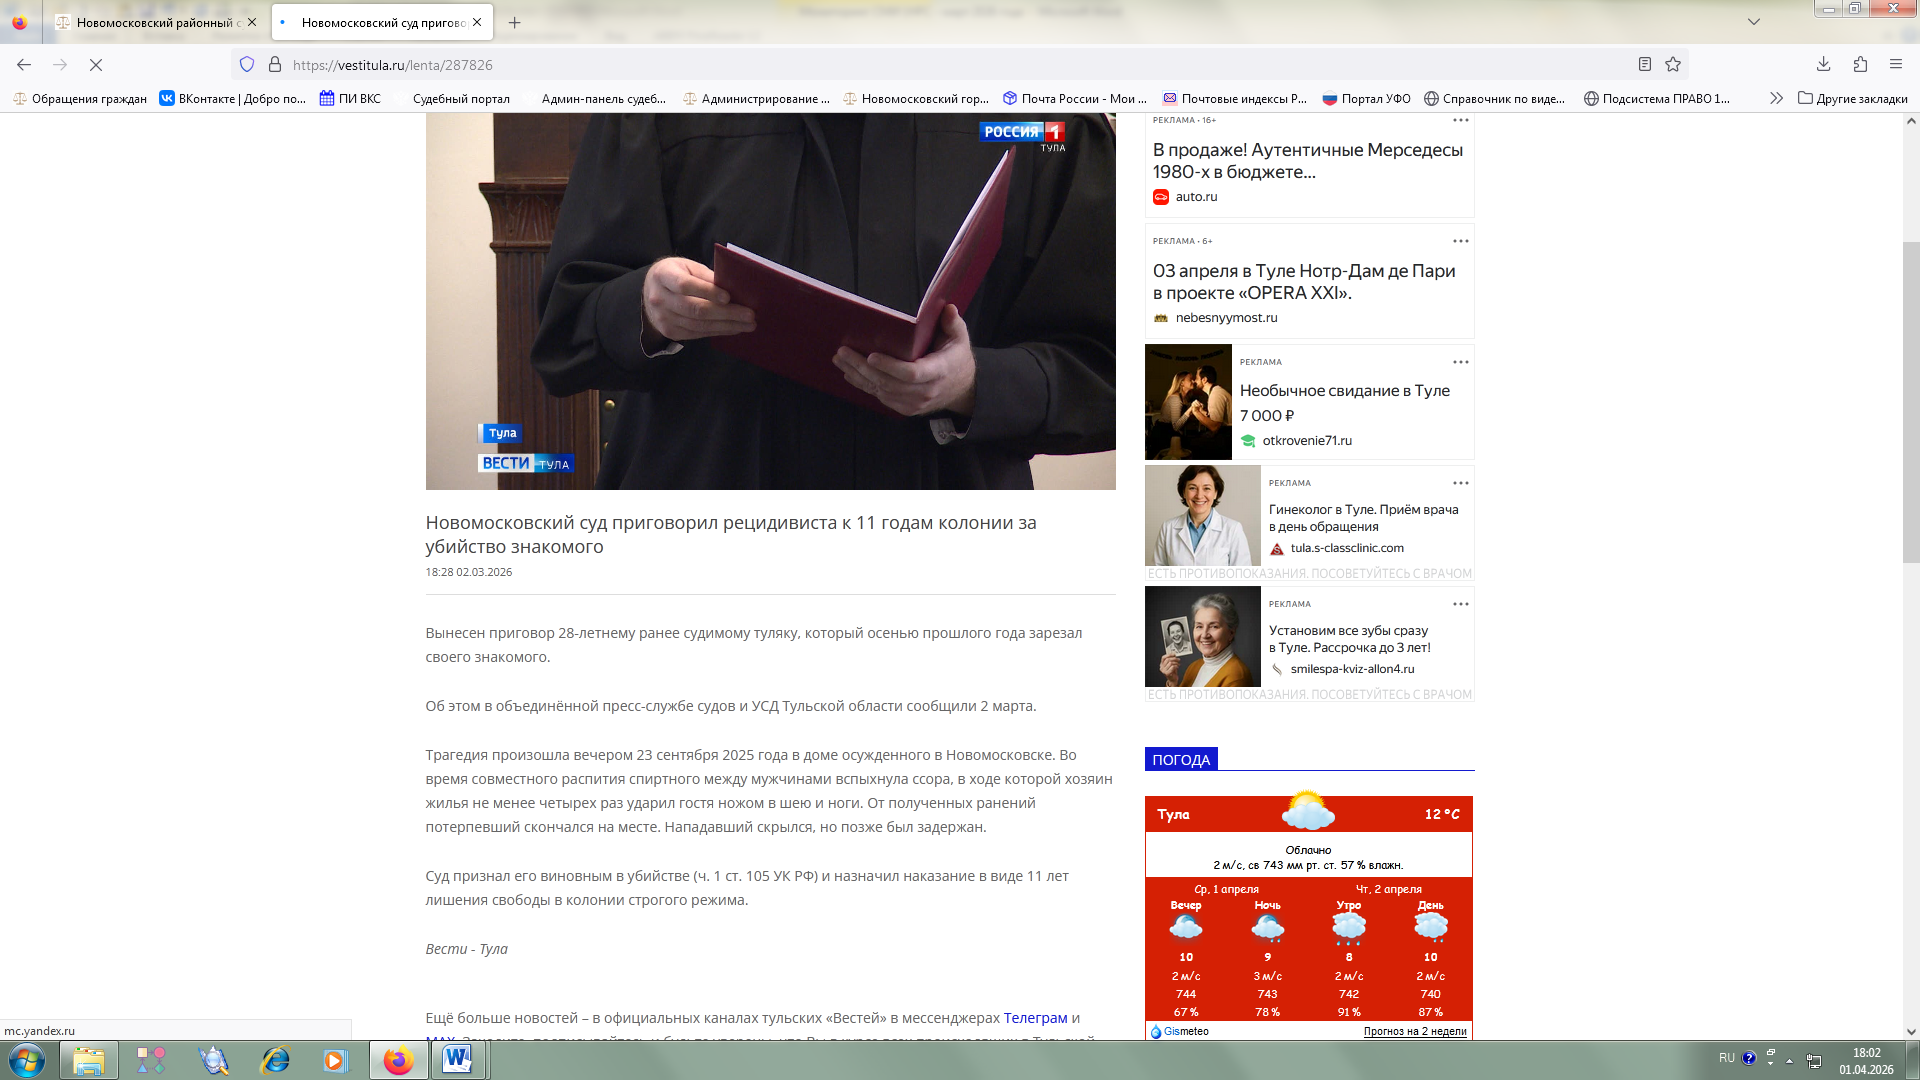 Новомосковский районный с
Новомосковский суд приговор
https://vestitula.ru/lenta/287826
Обращения граждан
ВКонтакте | Добро по...
ПИ ВКС
Судебный портал
Админ-панель судеб...
Администрирование ...
Новомосковский гор...
Почта России - Мои ...
Почтовые индексы Р...
Портал УФО
Справочник по виде...
Подсистема ПРАВО 1...
Другие закладки
РОССИЯ 1
ТУЛА
Тула
ВЕСТИ ТУЛА
Новомосковский суд приговорил рецидивиста к 11 годам колонии за
убийство знакомого
18:28 02.03.2026
Вынесен приговор 28-летнему ранее судимому туляку, который осенью прошлого года зарезал
своего знакомого.
Об этом в объединённой пресс-службе судов и УСД Тульской области сообщили 2 марта.
Трагедия произошла вечером 23 сентября 2025 года в доме осужденного в Новомосковске. Во
время совместного распития спиртного между мужчинами вспыхнула ссора, в ходе которой хозяин
жилья не менее четырех раз ударил гостя ножом в шею и ноги. От полученных ранений
потерпевший скончался на месте. Нападавший скрылся, но позже был задержан.
Суд признал его виновным в убийстве (ч. 1 ст. 105 УК РФ) и назначил наказание в виде 11 лет
лишения свободы в колонии строгого режима.
Вести - Тула
Ещё больше новостей – в официальных каналах тульских «Вестей» в мессенджерах Телеграм и
РЕКЛАМА • 16+
В продаже! Аутентичные Мерседесы
1980-х в бюджете...
auto.ru
РЕКЛАМА • 6+
03 апреля в Туле Нотр-Дам де Пари
в проекте «OPERA XXI».
nebesnyymost.ru
РЕКЛАМА
Необычное свидание в Туле
7 000 ₽
otkrovenie71.ru
РЕКЛАМА
Гинеколог в Туле. Приём врача
в день обращения
tula.s-classclinic.com
ЕСТЬ ПРОТИВОПОКАЗАНИЯ. ПОСОВЕТУЙТЕСЬ С ВРАЧОМ
РЕКЛАМА
Установим все зубы сразу
в Туле. Рассрочка до 3 лет!
smilespa-kviz-allon4.ru
ЕСТЬ ПРОТИВОПОКАЗАНИЯ. ПОСОВЕТУЙТЕСЬ С ВРАЧОМ
ПОГОДА
Тула 12 °C
Облачно
2 м/с, св 743 мм рт. ст. 57 % влажн.
Ср, 1 апреля Чт, 2 апреля
Вечер Ночь Утро День
10 9 8 10
2 м/с 3 м/с 2 м/с 2 м/с
744 743 742 740
67 % 78 % 91 % 87 %
Gismeteo Прогноз на 2 недели
mc.yandex.ru
RU
18:02
01.04.2026